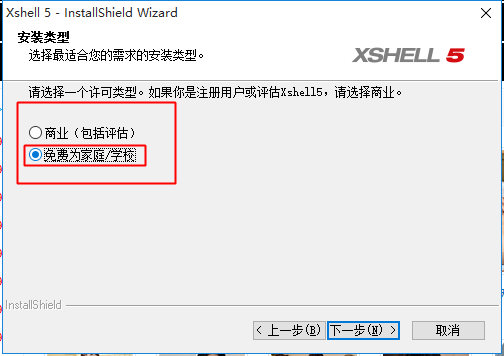 Xshell 5 - InstallShield Wizard
安装类型
选择最适合您的需求的安装类型。
XSHELL 5
请选择一个许可类型。如果你是注册用户或评估Xshell5，请选择商业。
商业（包括评估）
免费为家庭/学校
InstallShield
< 上一步(B)
下一步(N) >
取消